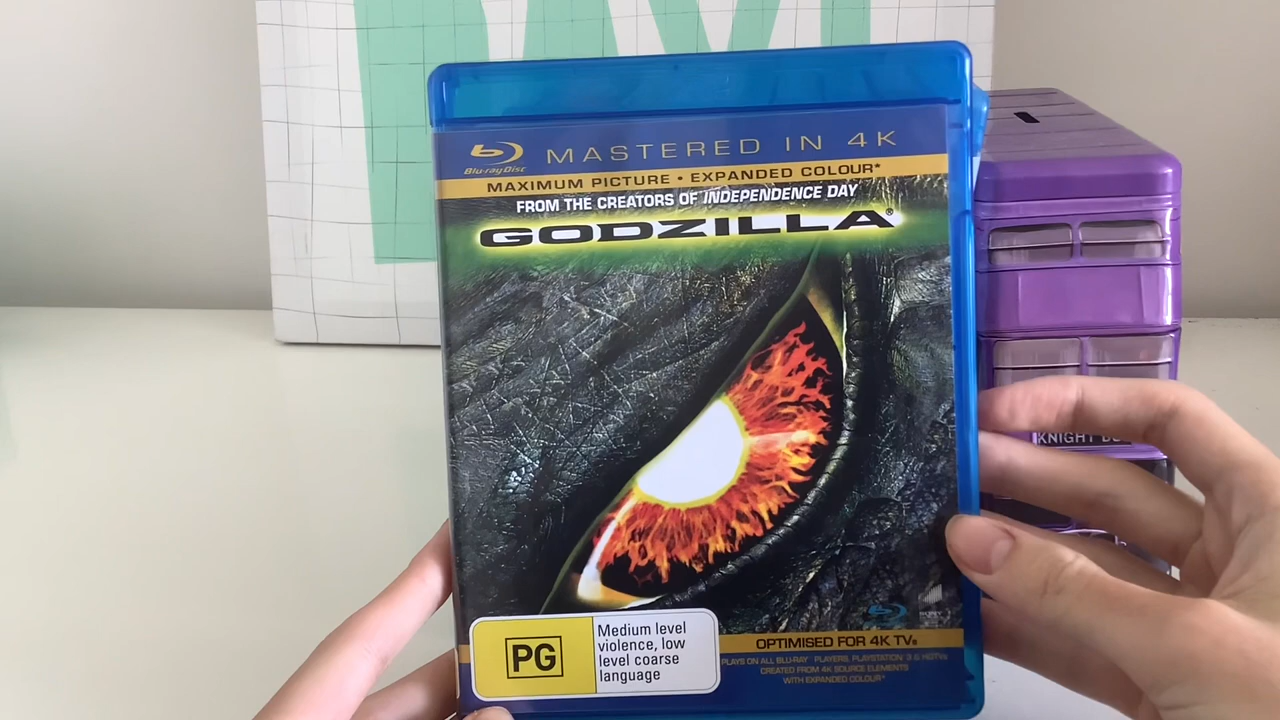 Blu-ray Disc MASTERED IN 4K
MAXIMUM PICTURE • EXPANDED COLOUR*
FROM THE CREATORS OF INDEPENDENCE DAY
GODZILLA®
KNIGHT BU
SONY
OPTIMISED FOR 4K TVs
PLAYS ON ALL BLU-RAY PLAYERS, PLAYSTATION 3 & HDTVs
CREATED FROM 4K SOURCE ELEMENTS
WITH EXPANDED COLOUR*
PG
Medium level
violence, low
level coarse
language